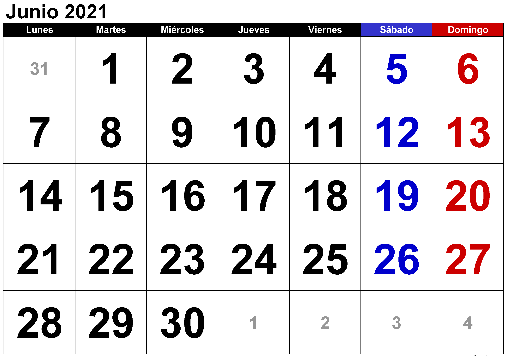 Junio 2021
Lunes Martes Miércoles Jueves Viernes Sábado Domingo
31 1 2 3 4 5 6
7 8 9 10 11 12 13
14 15 16 17 18 19 20
21 22 23 24 25 26 27
28 29 30 1 2 3 4